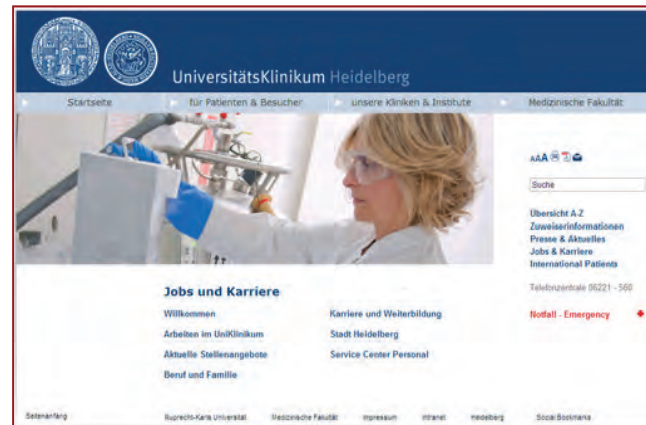 UniversitätsKlinikum Heidelberg
Startseite für Patienten & Besucher unsere Kliniken & Institute Medizinische Fakultät
AAA
Suche
Übersicht A-Z
Zuweiserinformationen
Presse & Aktuelles
Jobs & Karriere
International Patients
Telefonzentrale 06221 - 560
Notfall - Emergency
Jobs und Karriere
Willkommen Karriere und Weiterbildung
Arbeiten im UniKlinikum Stadt Heidelberg
Aktuelle Stellenangebote Service Center Personal
Beruf und Familie
Seitenanfang Ruprecht-Karls Universität Medizinische Fakultät Impressum Intranet Heidelberg Social Bookmarks